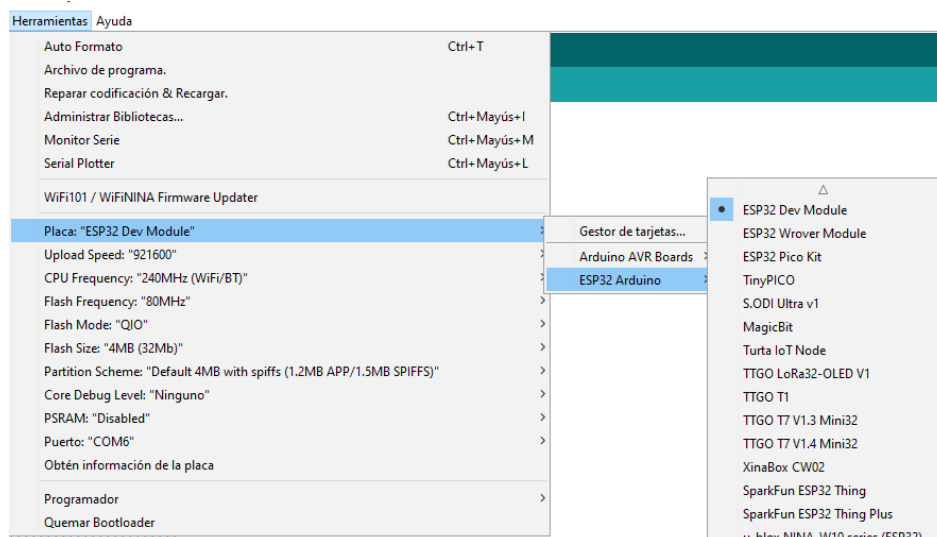 Herramientas Ayuda
Auto Formato Ctrl+T
Archivo de programa.
Reparar codificación & Recargar.
Administrar Bibliotecas... Ctrl+Mayús+I
Monitor Serie Ctrl+Mayús+M
Serial Plotter Ctrl+Mayús+L
WiFi101 / WiFiNINA Firmware Updater
Placa: "ESP32 Dev Module"
Upload Speed: "921600"
CPU Frequency: "240MHz (WiFi/BT)"
Flash Frequency: "80MHz"
Flash Mode: "QIO"
Flash Size: "4MB (32Mb)"
Partition Scheme: "Default 4MB with spiffs (1.2MB APP/1.5MB SPIFFS)"
Core Debug Level: "Ninguno"
PSRAM: "Disabled"
Puerto: "COM6"
Obtén información de la placa
Programador
Quemar Bootloader
Gestor de tarjetas...
Arduino AVR Boards
ESP32 Arduino
ESP32 Dev Module
ESP32 Wrover Module
ESP32 Pico Kit
TinyPICO
S.ODI Ultra v1
MagicBit
Turta IoT Node
TTGO LoRa32-OLED V1
TTGO T1
TTGO T7 V1.3 Mini32
TTGO T7 V1.4 Mini32
XinaBox CW02
SparkFun ESP32 Thing
SparkFun ESP32 Thing Plus
u-blox NINA-W10 series (ESP32)